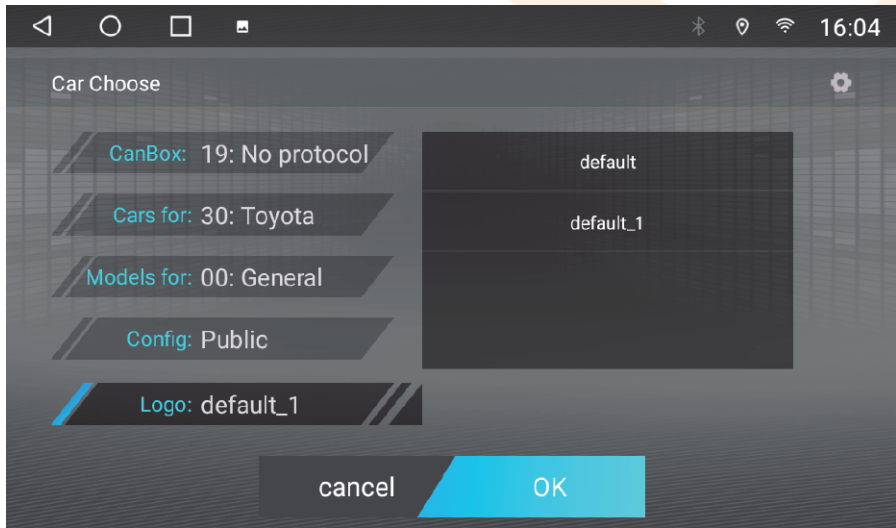 16:04
Car Choose
CanBox: 19: No protocol
Cars for: 30: Toyota
Models for: 00: General
Config: Public
Logo: default_1
default
default_1
cancel
OK